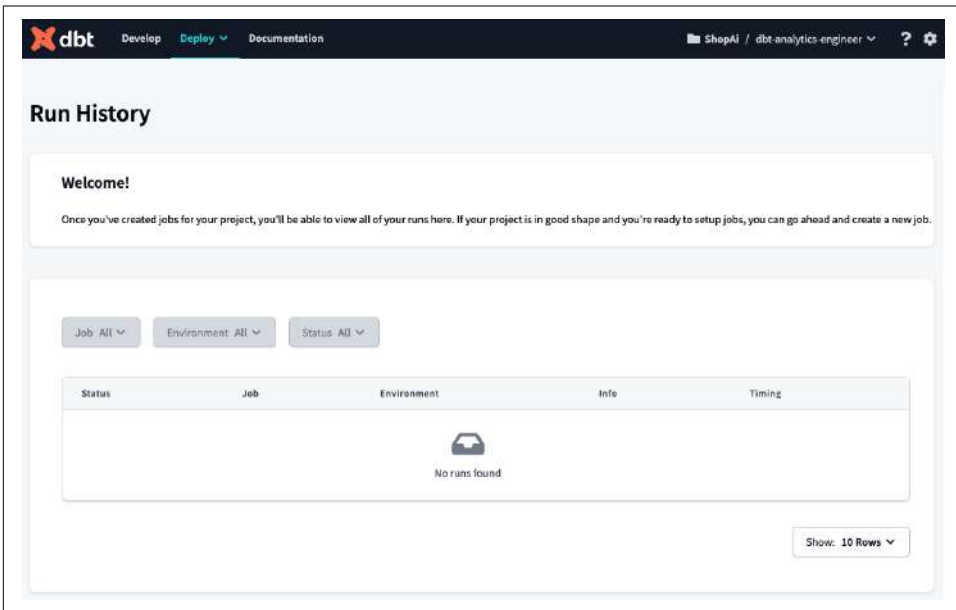 dbt Develop Deploy Documentation ShopAi / dbt-analytics-engineer ?
Run History
Welcome!
Once you've created jobs for your project, you'll be able to view all of your runs here. If your project is in good shape and you're ready to setup jobs, you can go ahead and create a new job.
Job All Environment All Status All
Status Job Environment Info Timing
No runs found
Show: 10 Rows